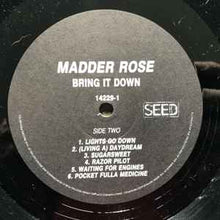 MADDER ROSE
BRING IT DOWN
14229-1
SEED
SIDE TWO
1. LIGHTS GO DOWN
2. (LIVING A) DAYDREAM
3. SUGARSWEET
4. RAZOR PILOT
5. WAITING FOR ENGINES
6. POCKET FULLA MEDICINE